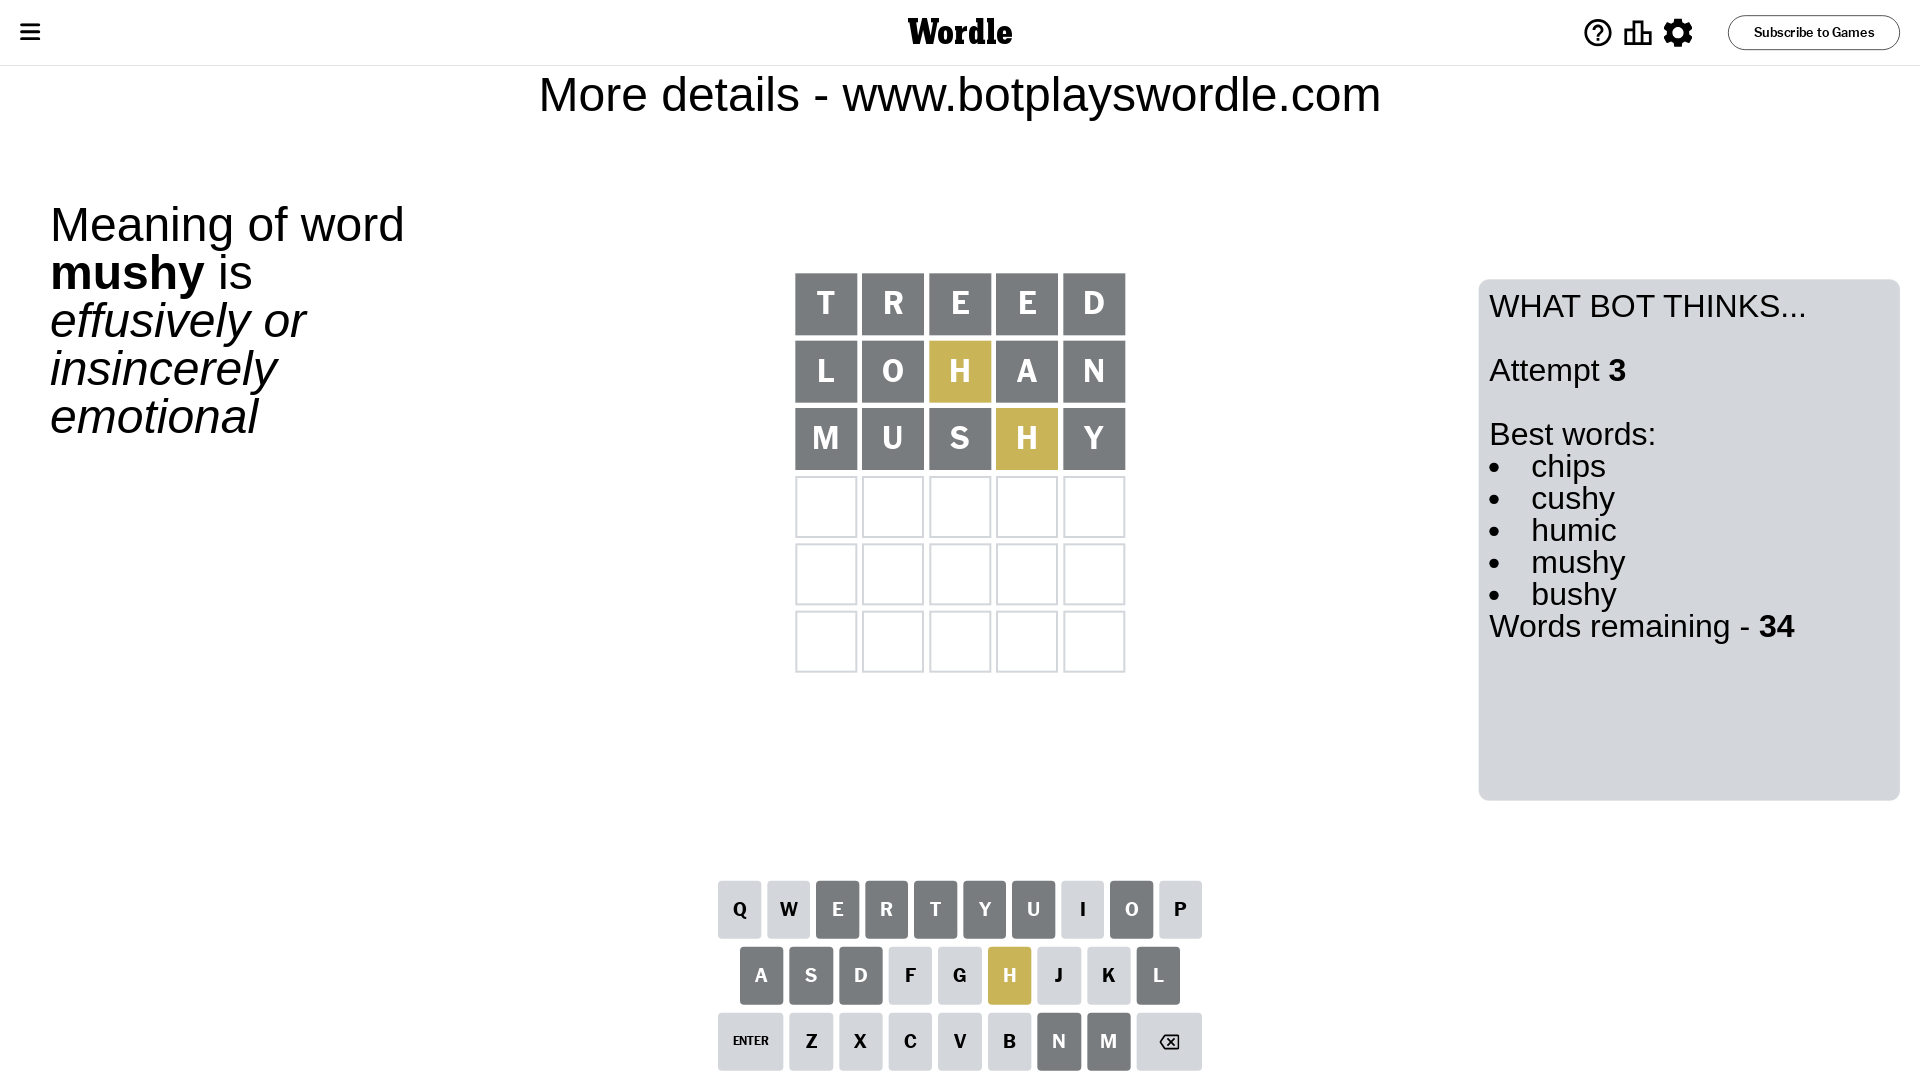 Wordle
Subscribe to Games
More details - www.botplayswordle.com
Meaning of word
mushy is
effusively or
insincerely
emotional
T R E E D
L O H A N
M U S H Y
WHAT BOT THINKS...
Attempt 3
Best words:
• chips
• cushy
• humic
• mushy
• bushy
Words remaining - 34
Q W E R T Y U I O P
A S D F G H J K L
ENTER Z X C V B N M